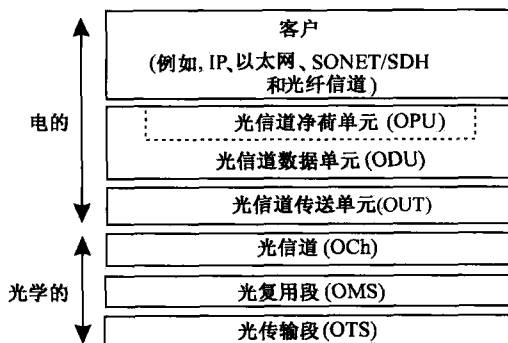 客户
(例如, IP、以太网、SONET/SDH
和光纤信道)
电的
光信道净荷单元 (OPU)
光信道数据单元 (ODU)
光信道传送单元(OUT)
光信道 (OCh)
光学的
光复用段 (OMS)
光传输段 (OTS)